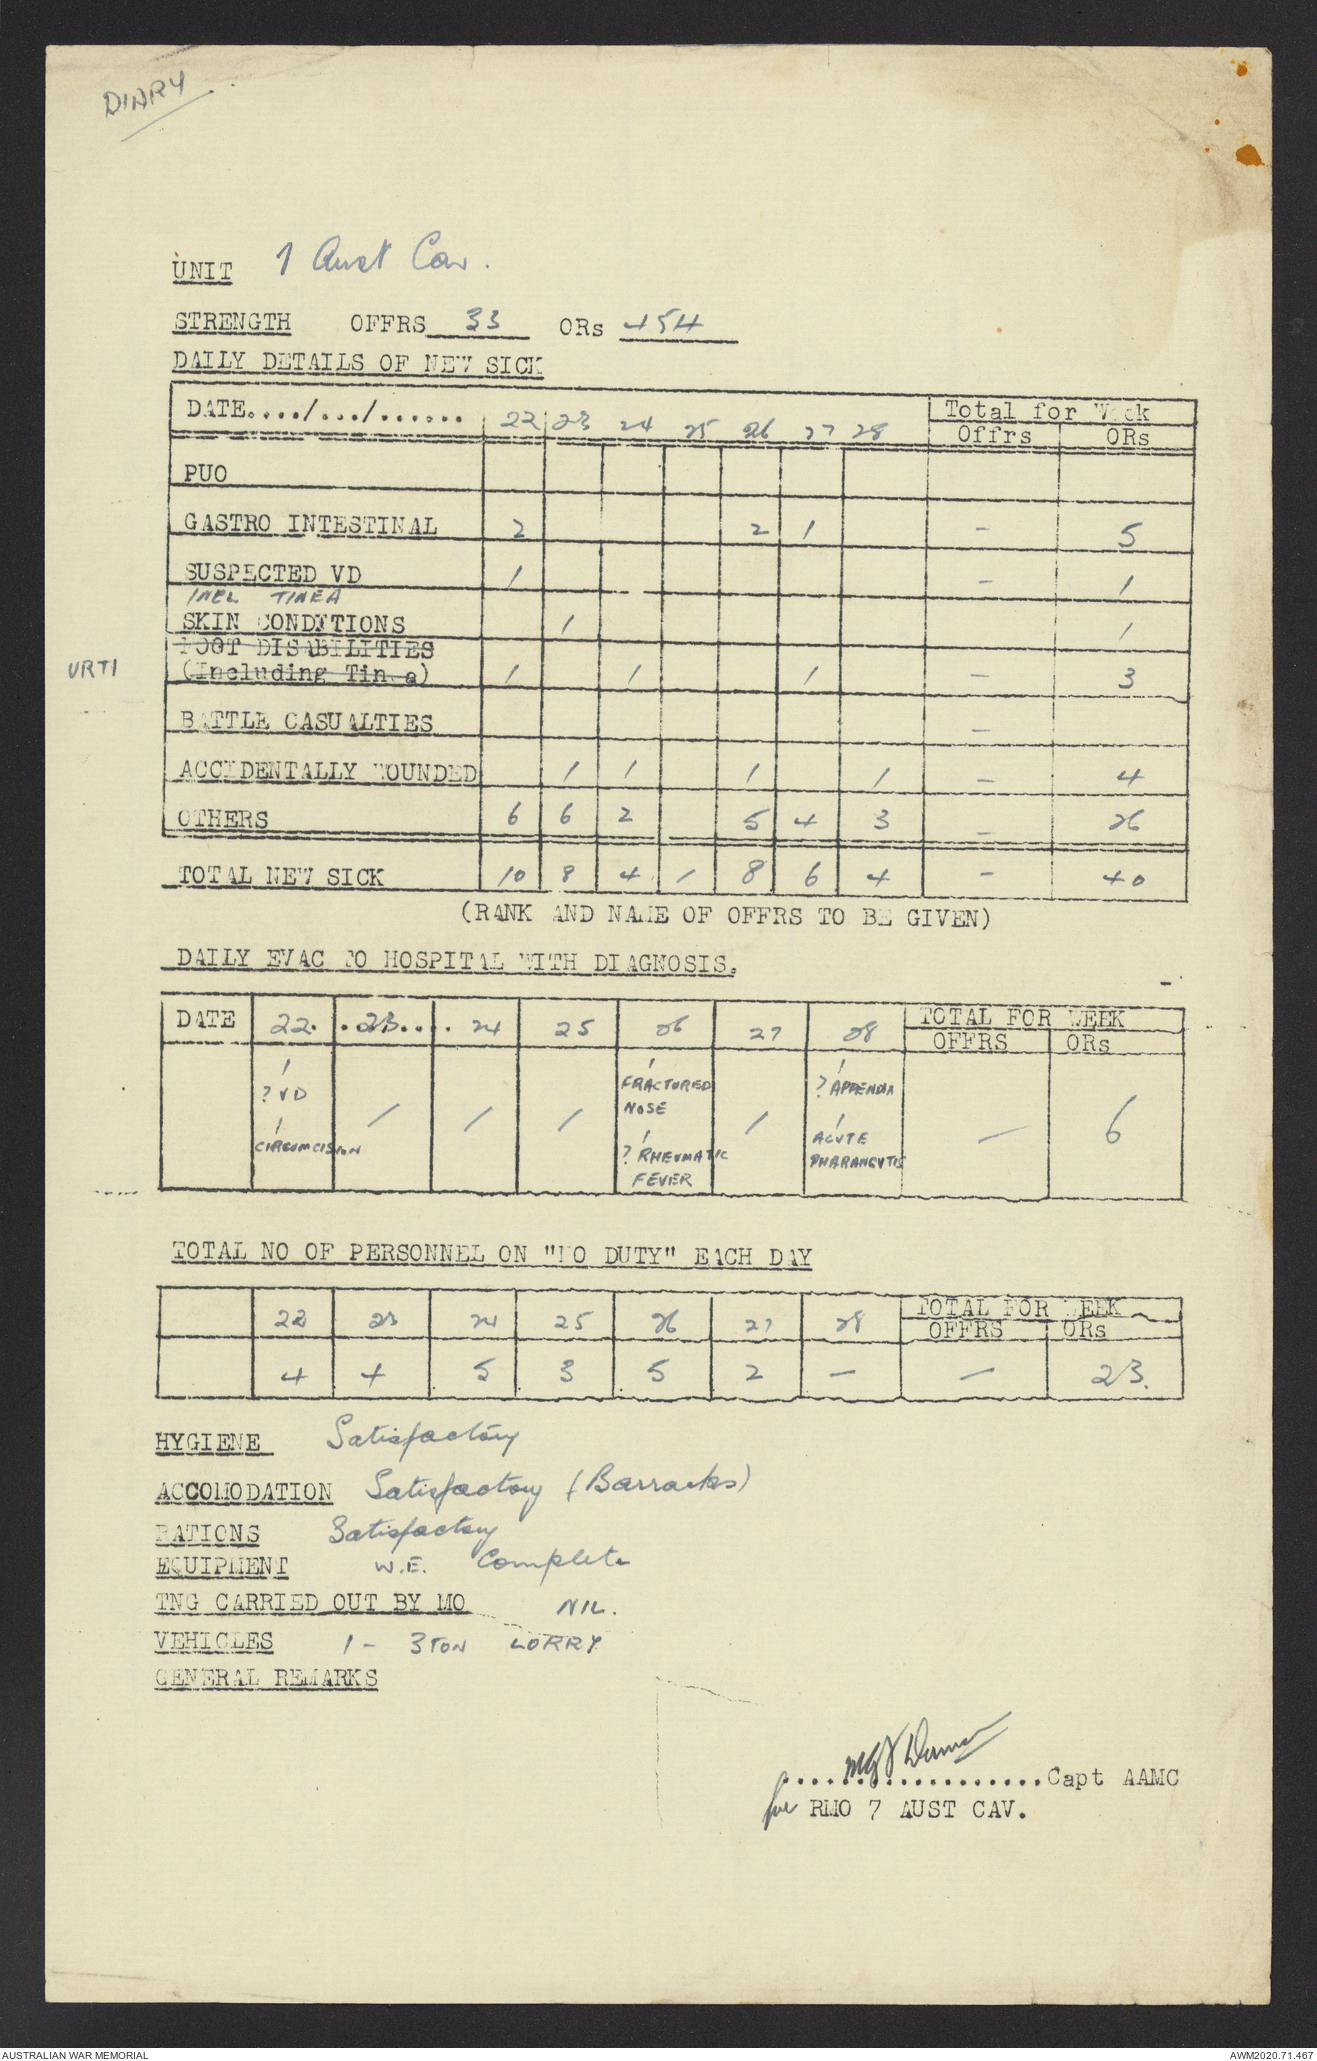 DIARY
UNIT 7 Aust Cav.
STRENGTH OFFRS 33 ORs 454
DAILY DETAILS OF NEW SICK
DATE..../.../...... 22 23 24 25 26 27 28 Total for Week
Offrs ORs
PUO
GASTRO INTESTINAL 2 2 1 - 5
SUSPECTED VD 1 - 1
INCL TINEA
SKIN CONDITIONS 1 1
FOOT DISABILITIES
URTI (Including Tinea) 1 1 1 - 3
BATTLE CASUALTIES -
ACCIDENTALLY WOUNDED 1 1 1 1 - 4
OTHERS 6 6 2 5 4 3 - 26
TOTAL NEW SICK 10 8 4 1 8 6 4 - 40
(RANK AND NAME OF OFFRS TO BE GIVEN)
DAILY EVAC TO HOSPITAL WITH DIAGNOSIS.
DATE 22. .23.... 24 25 26 27 28 TOTAL FOR WEEK
OFFRS ORs
1 1 1
? VD FRACTURED NOSE ? APPENDIX
/ / / / — 6
1 1 1
CIRCUMCISION ? RHEUMATIC FEVER ACUTE PHARANGYTIS
TOTAL NO OF PERSONNEL ON "NO DUTY" EACH DAY
22 23 24 25 26 27 28 TOTAL FOR WEEK
OFFRS ORs
4 4 5 3 5 2 — — 23.
HYGIENE Satisfactory
ACCOMODATION Satisfactory (Barracks)
RATIONS Satisfactory
EQUIPMENT W.E. Complete
TNG CARRIED OUT BY MO NIL.
VEHICLES 1 - 3 TON LORRY
GENERAL REMARKS
...................Capt AAMC
for RMO 7 AUST CAV.
AUSTRALIAN WAR MEMORIAL AWM2020.71.467